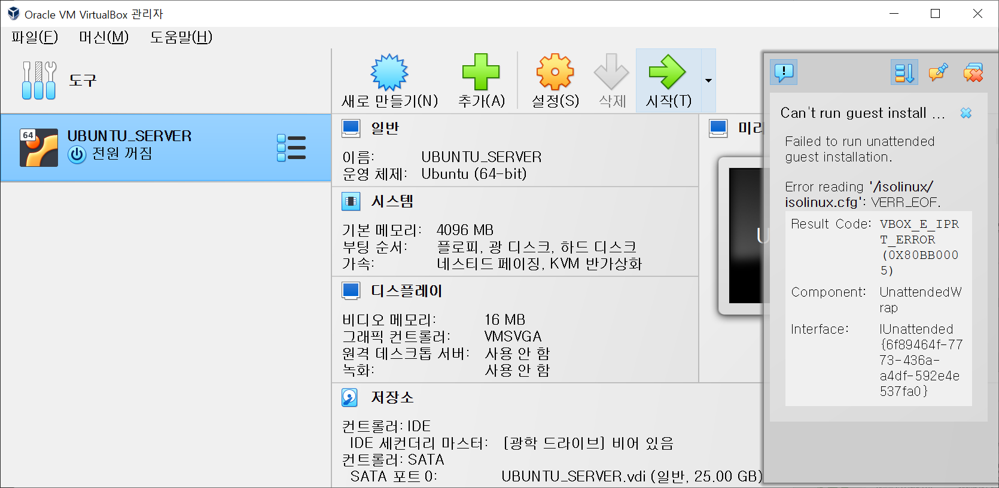 Oracle VM VirtualBox 관리자
파일(F) 머신(M) 도움말(H)
도구
새로 만들기(N) 추가(A) 설정(S) 삭제 시작(T)
64
UBUNTU_SERVER
전원 꺼짐
일반
이름: UBUNTU_SERVER
운영 체제: Ubuntu (64-bit)
시스템
기본 메모리: 4096 MB
부팅 순서: 플로피, 광 디스크, 하드 디스크
가속: 네스티드 페이징, KVM 반가상화
디스플레이
비디오 메모리: 16 MB
그래픽 컨트롤러: VMSVGA
원격 데스크톱 서버: 사용 안 함
녹화: 사용 안 함
저장소
컨트롤러: IDE
IDE 세컨더리 마스터: [광학 드라이브] 비어 있음
컨트롤러: SATA
SATA 포트 0: UBUNTU_SERVER.vdi (일반, 25.00 GB)
미리
U
Can't run guest install ...
Failed to run unattended
guest installation.
Error reading '/isolinux/
isolinux.cfg': VERR_EOF.
Result Code: VBOX_E_IPR
T_ERROR
(0X80BB000
5)
Component: UnattendedW
rap
Interface: IUnattended
{6f89464f-77
73-436a-
a4df-592e4e
537fa0}